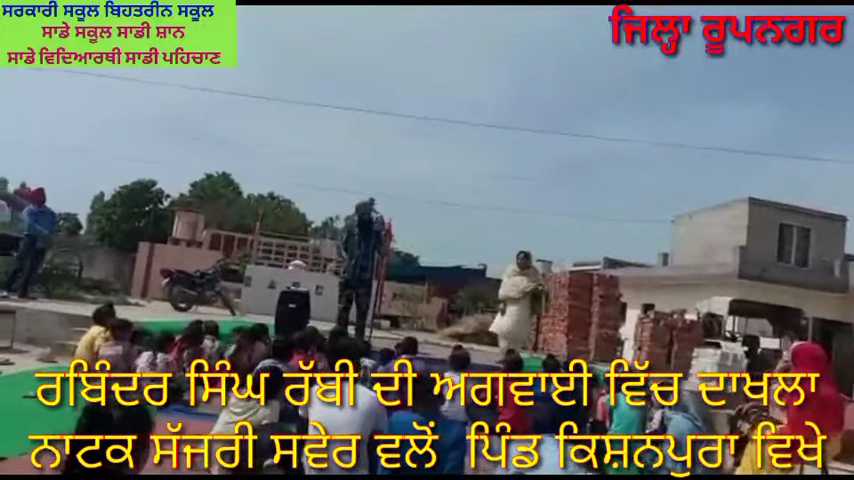 ਸਰਕਾਰੀ ਸਕੂਲ ਬਿਹਤਰੀਨ ਸਕੂਲ
ਸਾਡੇ ਸਕੂਲ ਸਾਡੀ ਸ਼ਾਨ
ਸਾਡੇ ਵਿਦਿਆਰਥੀ ਸਾਡੀ ਪਹਿਚਾਣ
ਜਿਲ੍ਹਾ ਰੂਪਨਗਰ
ਰਬਿੰਦਰ ਸਿੰਘ ਰੱਬੀ ਦੀ ਅਗਵਾਈ ਵਿੱਚ ਦਾਖਲਾ
ਨਾਟਕ ਸੱਜਰੀ ਸਵੇਰ ਵਲੋਂ ਪਿੰਡ ਕਿਸ਼ਨਪੁਰਾ ਵਿਖੇ